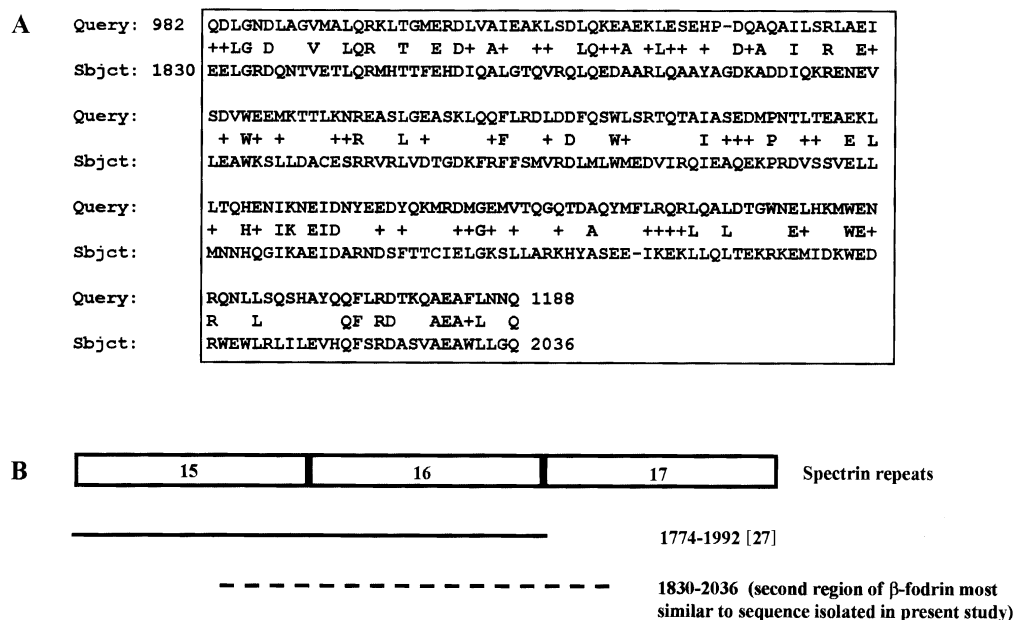 A
Query: 982 QDLGNDLAGVMALQRKLTGMERDLVAIEAKLSDLQKEAEKLESEHP-DQAQAILSRLAEI
++LG D V LQR T E D+ A+ ++ LQ++A +L++ + D+A I R E+
Sbjct: 1830 EELGRDQNTVETLQRMHTTFEHDIQALGTQVRQLQEDAARLQAAYAGDKADDIQKRENEV
Query: SDVWEEMKTTLKNREASLGEASKLQQFLRDLDDFQSWLSRTQTAIASEDMPNTLTEAEKL
+ W+ + ++R L + +F + D W+ I +++ P ++ E L
Sbjct: LEAWKSLLDACESRRVRLVDTGDKFRFFSMVRDLMLWMEDVIRQIEAQEKPRDVSSVELL
Query: LTQHENIKNEIDNYEEDYQKMRDMGEMVTQGQTDAQYMFLRQRLQALDTGWNELHKMWEN
+ H+ IK EID + + ++G+ + + A ++++L L E+ WE+
Sbjct: MNNHQGIKAEIDARNDSFTTCIELGKSLLARKHYASEE-IKEKLLQLTEKRKEMIDKWED
Query: RQNLLSQSHAYQQFLRDTKQAEAFLNNQ 1188
R L QF RD AEA+L Q
Sbjct: RWEWLRLILEVHQFSRDASVAEAWLLGQ 2036
B
15 16 17 Spectrin repeats
1774-1992 [27]
1830-2036 (second region of β-fodrin most
similar to sequence isolated in present study)